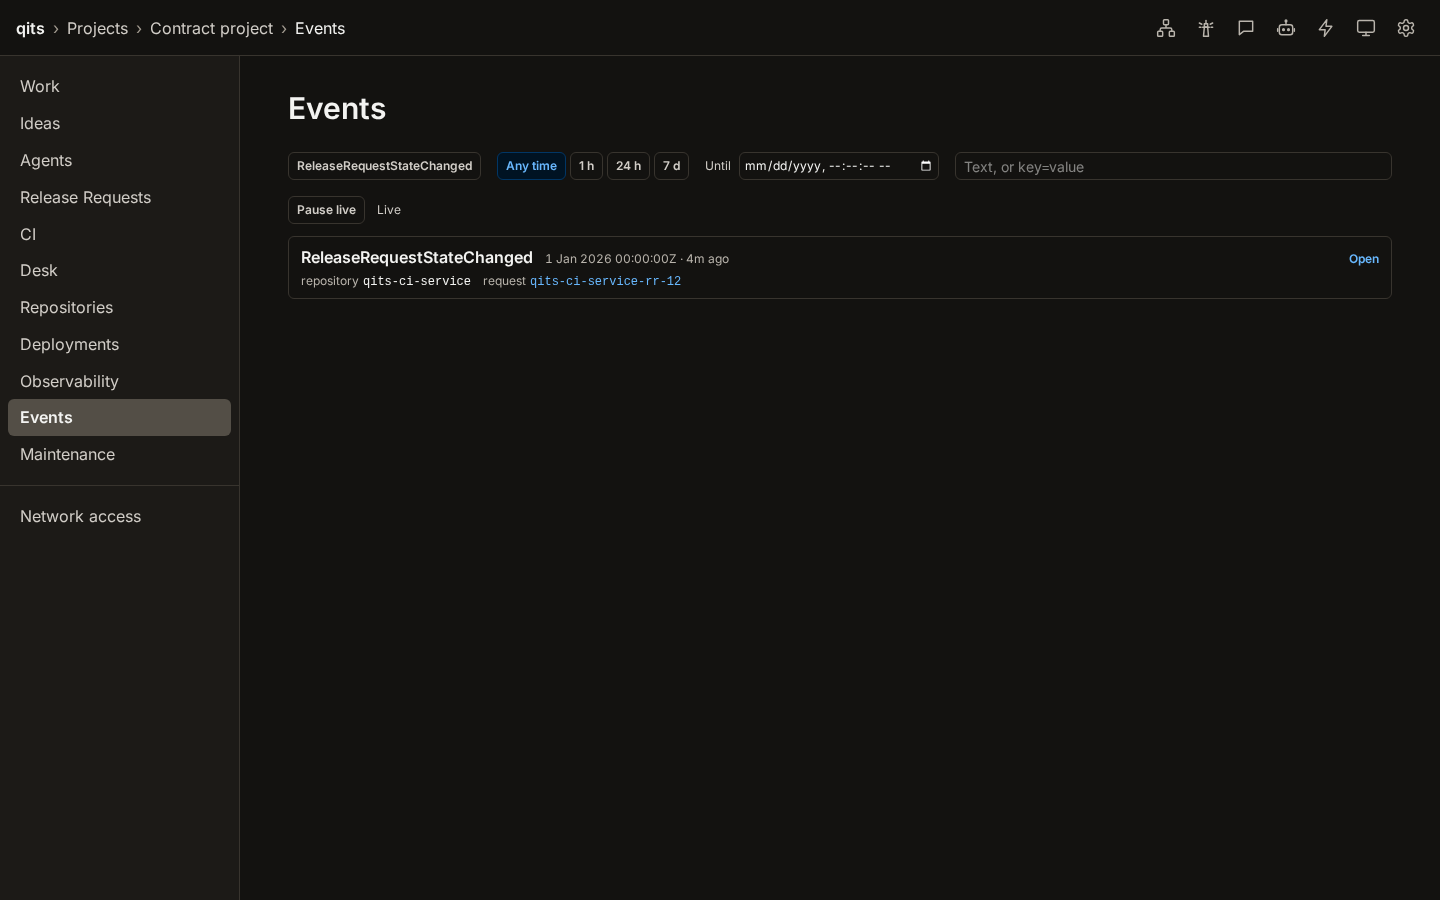 qits › Projects › Contract project › Events
Work
Ideas
Agents
Release Requests
CI
Desk
Repositories
Deployments
Observability
Events
Maintenance
Network access
Events
ReleaseRequestStateChanged Any time 1 h 24 h 7 d Until mm/dd/yyyy, --:--:-- -- Text, or key=value
Pause live Live
ReleaseRequestStateChanged 1 Jan 2026 00:00:00Z · 4m ago Open
repository qits-ci-service request qits-ci-service-rr-12